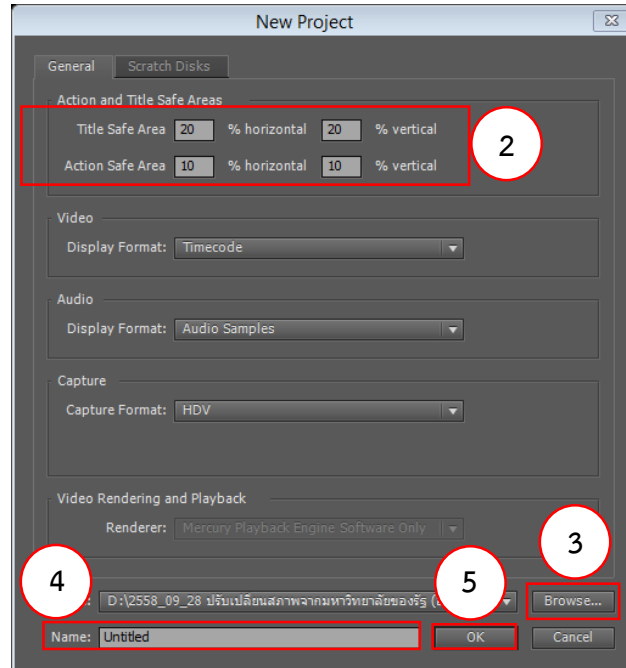 New Project
General Scratch Disks
Action and Title Safe Areas
Title Safe Area 20 % horizontal 20 % vertical
Action Safe Area 10 % horizontal 10 % vertical
2
Video
Display Format: Timecode
Audio
Display Format: Audio Samples
Capture
Capture Format: HDV
Video Rendering and Playback
Renderer: Mercury Playback Engine Software Only
3
4
5
D:\2558_09_28 ปรับเปลี่ยนสภาพจากมหาวิทยาลัยของรัฐ Browse...
Name: Untitled OK Cancel